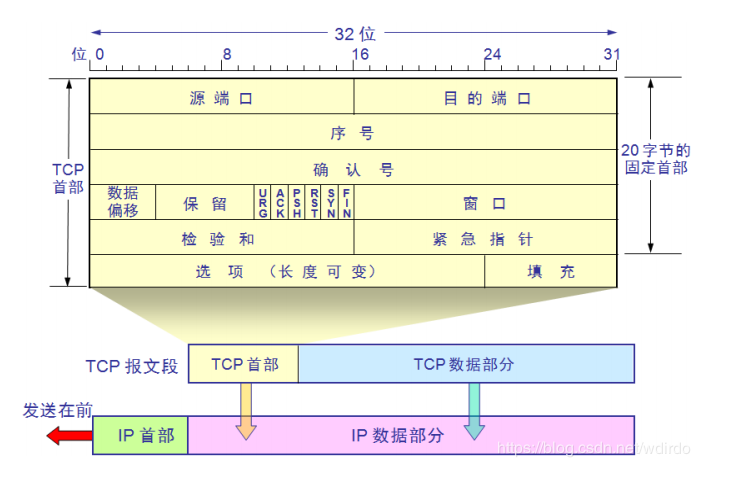 32 位
位 0 8 16 24 31
源 端 口 目 的 端 口
序 号
确 认 号
数据
偏移
保 留
URG
ACK
PSH
RST
SYN
FIN
窗 口
检 验 和 紧 急 指 针
选 项 （长 度 可 变） 填 充
TCP
首部
20 字节的
固定首部
TCP 报文段 TCP 首部 TCP 数据部分
发送在前
IP 首部 IP 数据部分
https://blog.csdn.net/wdirdo